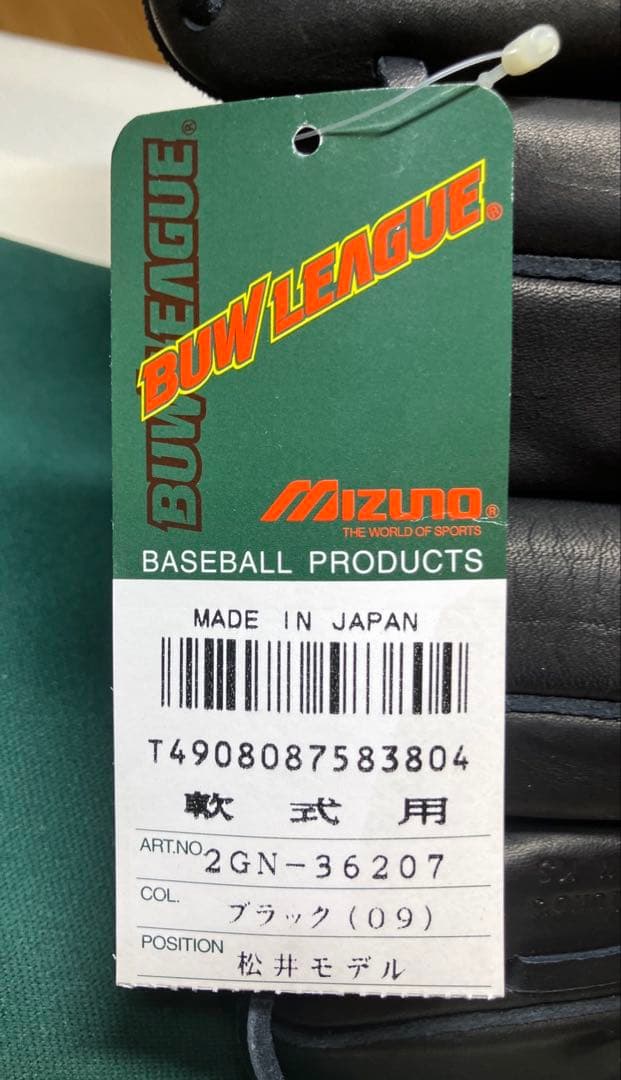 BUW LEAGUE®
BUW LEAGUE®
MIZUNO®
THE WORLD OF SPORTS
BASEBALL PRODUCTS
MADE IN JAPAN
T4908087583804
軟式用
ART.NO. 2GN-36207
COL. ブラック(09)
POSITION 松井モデル